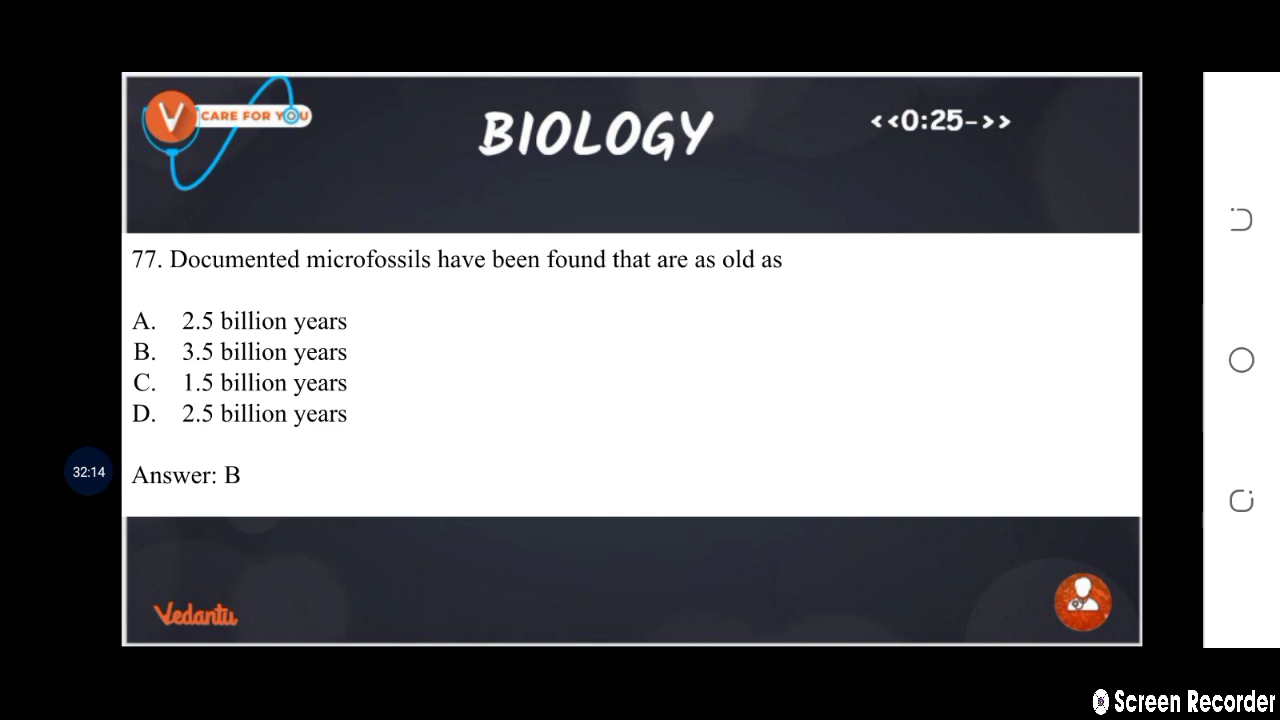 V CARE FOR YOU
BIOLOGY
<<0:25->>
77. Documented microfossils have been found that are as old as
A. 2.5 billion years
B. 3.5 billion years
C. 1.5 billion years
D. 2.5 billion years
32:14
Answer: B
Vedantu
Screen Recorder